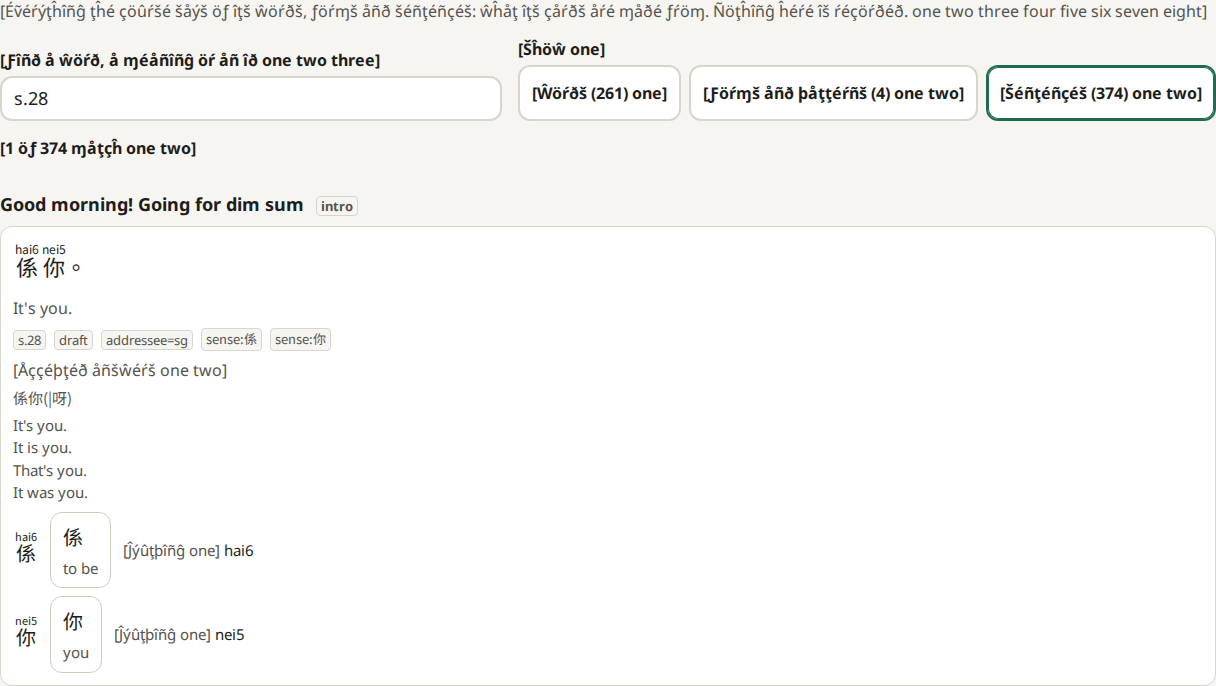 [Éṽéŕýţĥîñĝ ţĥé çöûŕšé šåýš öƒ îţš ŵöŕðš, ƒöŕɱš åñð šéñţéñçéš: ŵĥåţ îţš çåŕðš åŕé ɱåðé ƒŕöɱ. Ñöţĥîñĝ ĥéŕé îš ŕéçöŕðéð. one two three four five six seven eight]
[Ƒîñð å ŵöŕð, å ɱéåñîñĝ öŕ åñ îð one two three]
s.28
[Šĥöŵ one]
[Ŵöŕðš (261) one]
[Ƒöŕɱš åñð þåţţéŕñš (4) one two]
[Šéñţéñçéš (374) one two]
[1 öƒ 374 ɱåţçĥ one two]
Good morning! Going for dim sum intro
hai6 nei5
係你。
It's you.
s.28 draft addressee=sg sense:係 sense:你
[Åççéþţéð åñšŵéŕš one two]
係你(|呀)
It's you.
It is you.
That's you.
It was you.
hai6
係
係
to be
[Ĵýûţþîñĝ one] hai6
nei5
你
你
you
[Ĵýûţþîñĝ one] nei5